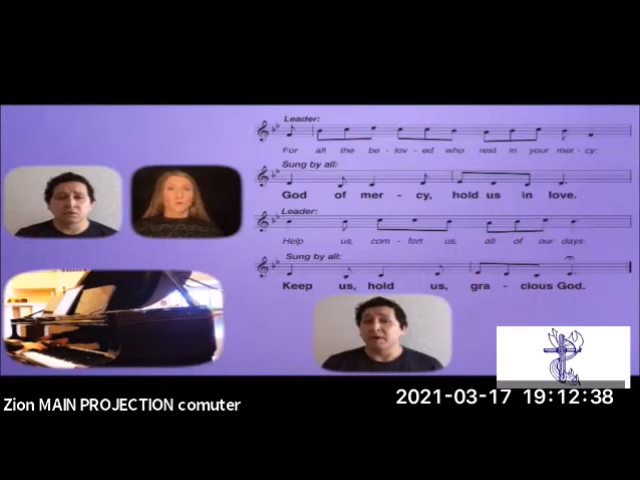 Leader:
For all the be - lov - ed who rest in your mer - cy:
Sung by all:
God of mer - cy, hold us in love.
Leader:
Help us, com - fort us, all of our days:
Sung by all:
Keep us, hold us, gra - cious God.
2021-03-17 19:12:38
Zion MAIN PROJECTION comuter